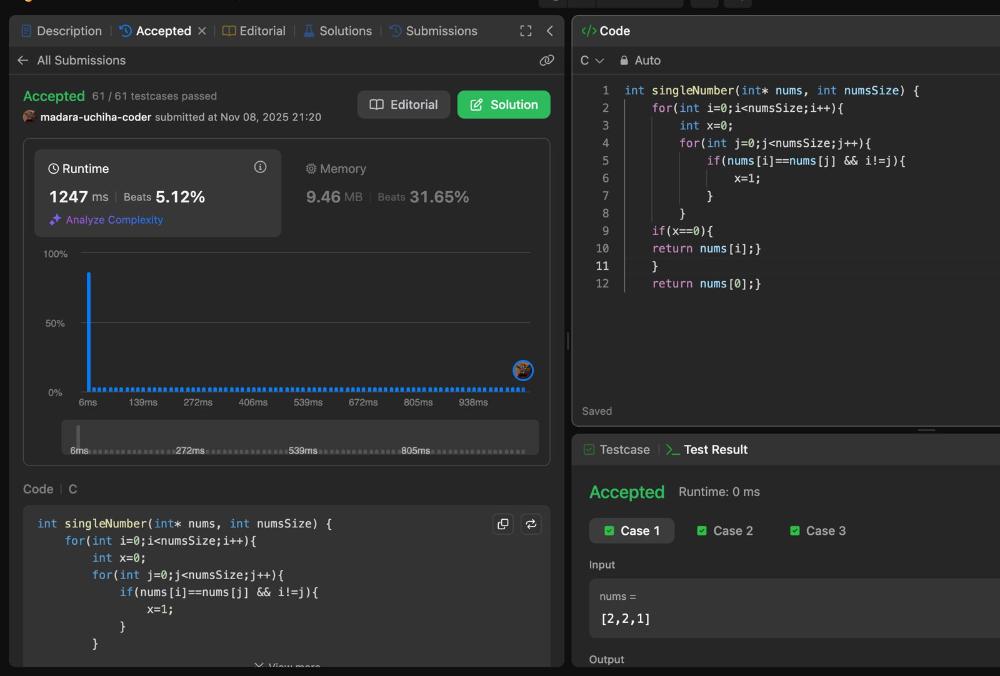 Description
Accepted
Editorial
Solutions
Submissions
All Submissions
Accepted 61 / 61 testcases passed
madara-uchiha-coder submitted at Nov 08, 2025 21:20
Editorial
Solution
Runtime
1247 ms Beats 5.12%
Analyze Complexity
Memory
9.46 MB Beats 31.65%
100%
50%
0%
6ms 139ms 272ms 406ms 539ms 672ms 805ms 938ms
6ms 272ms 539ms 805ms
Code C
int singleNumber(int* nums, int numsSize) {
for(int i=0;i<numsSize;i++){
int x=0;
for(int j=0;j<numsSize;j++){
if(nums[i]==nums[j] && i!=j){
x=1;
}
}
View more
Code
C Auto
1 int singleNumber(int* nums, int numsSize) {
2 for(int i=0;i<numsSize;i++){
3 int x=0;
4 for(int j=0;j<numsSize;j++){
5 if(nums[i]==nums[j] && i!=j){
6 x=1;
7 }
8 }
9 if(x==0){
10 return nums[i];}
11 }
12 return nums[0];}
Saved
Testcase
Test Result
Accepted Runtime: 0 ms
Case 1 Case 2 Case 3
Input
nums =
[2,2,1]
Output